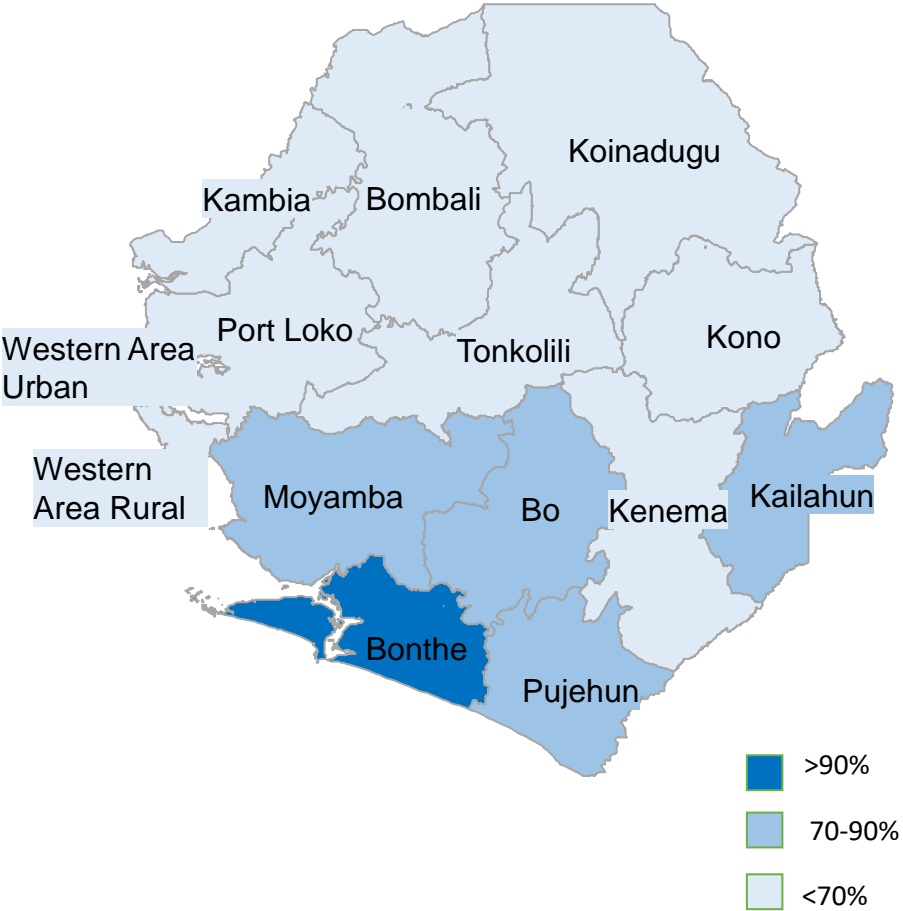 Koinadugu
Kambia
Bombali
Port Loko
Kono
Western Area
Urban
Tonkolili
Western
Area Rural
Moyamba
Bo
Kenema
Kailahun
Bonthe
Pujehun
>90%
70-90%
<70%